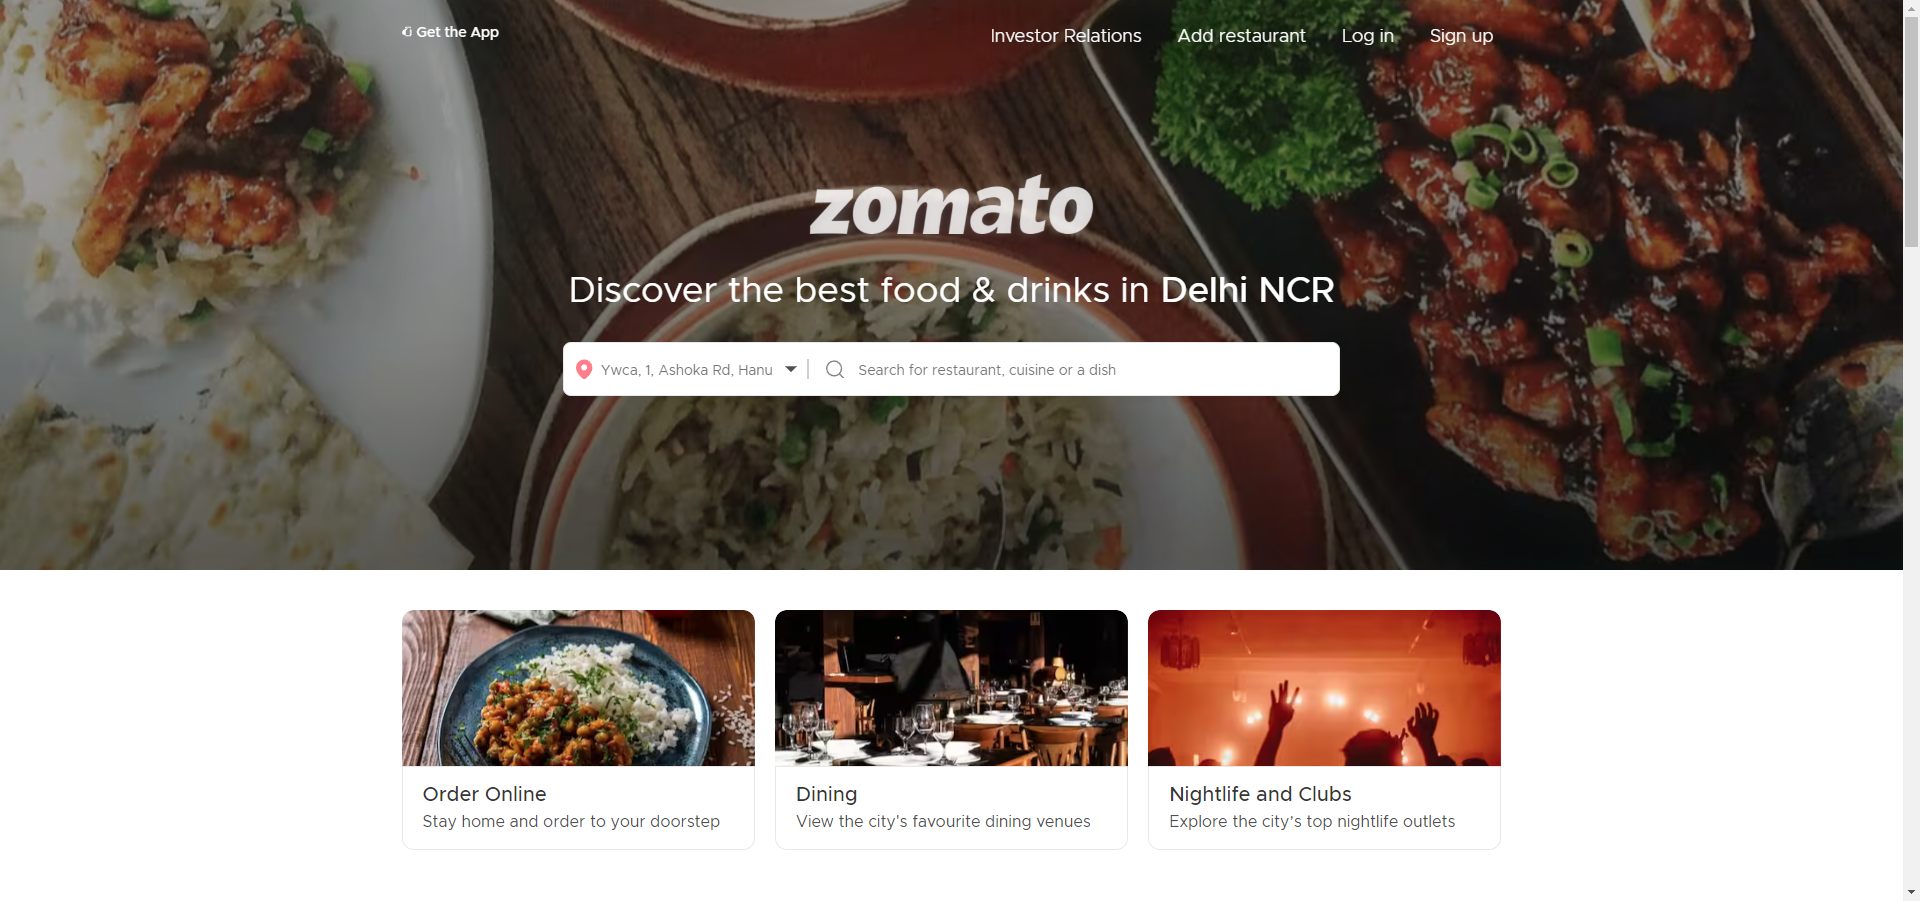 Get the App
Investor Relations
Add restaurant
Log in
Sign up
zomato
Discover the best food & drinks in Delhi NCR
Ywca, 1, Ashoka Rd, Hanu
Search for restaurant, cuisine or a dish
Order Online
Stay home and order to your doorstep
Dining
View the city's favourite dining venues
Nightlife and Clubs
Explore the city’s top nightlife outlets